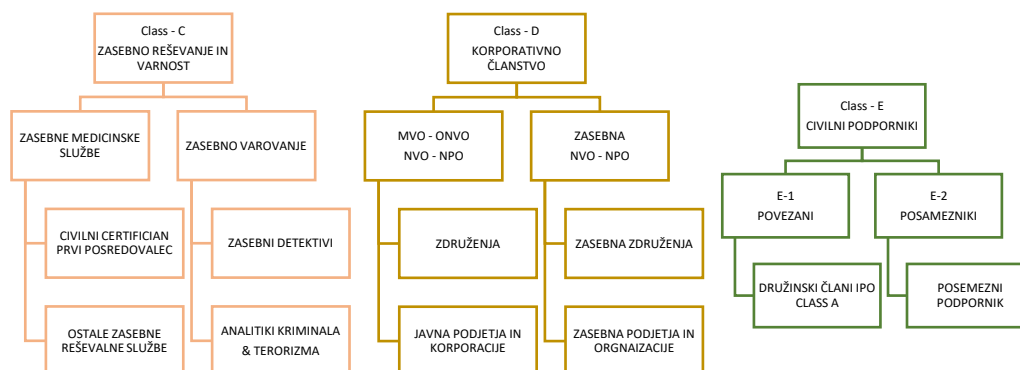 Class - C
ZASEBNO REŠEVANJE IN
VARNOST
ZASEBNE MEDICINSKE
SLUŽBE
ZASEBNO VAROVANJE
CIVILNI CERTIFICIAN
PRVI POSREDOVALEC
ZASEBNI DETEKTIVI
OSTALE ZASEBNE
REŠEVALNE SLUŽBE
ANALITIKI KRIMINALA
& TERORIZMA
Class - D
KORPORATIVNO
ČLANSTVO
MVO - ONVO
NVO - NPO
ZASEBNA
NVO - NPO
ZDRUŽENJA
ZASEBNA ZDRUŽENJA
JAVNA PODJETJA IN
KORPORACIJE
ZASEBNA PODJETJA IN
ORGNAIZACIJE
Class - E
CIVILNI PODPORNIKI
E-1
POVEZANI
E-2
POSAMEZNIKI
DRUŽINSKI ČLANI IPO
CLASS A
POSEMEZNI
PODPORNIK